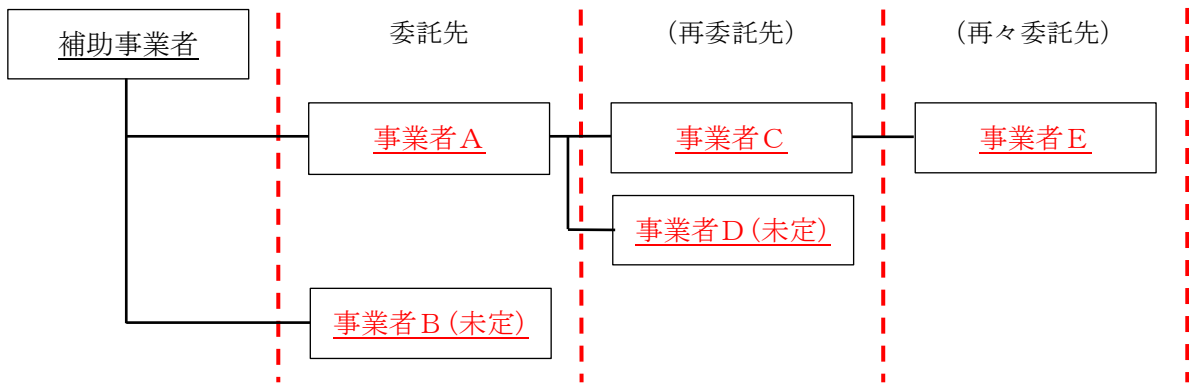 補助事業者
委託先
（再委託先）
（再々委託先）
事業者Ａ
事業者Ｃ
事業者Ｅ
事業者Ｄ（未定）
事業者Ｂ（未定）